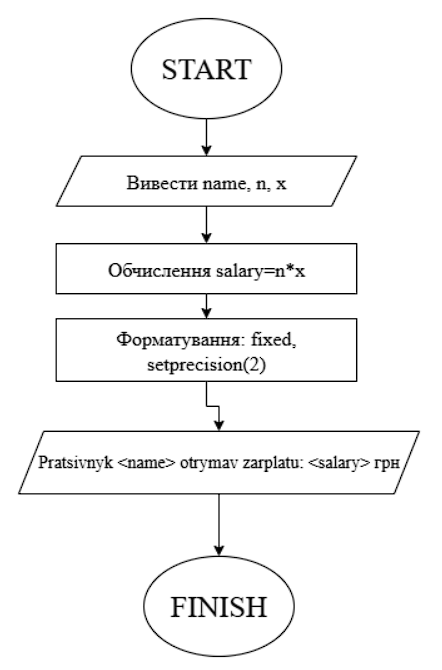 START
Вивести name, n, x
Обчислення salary=n*x
Форматування: fixed,
setprecision(2)
Pratsivnyk <name> otrymav zarplatu: <salary> грн
FINISH